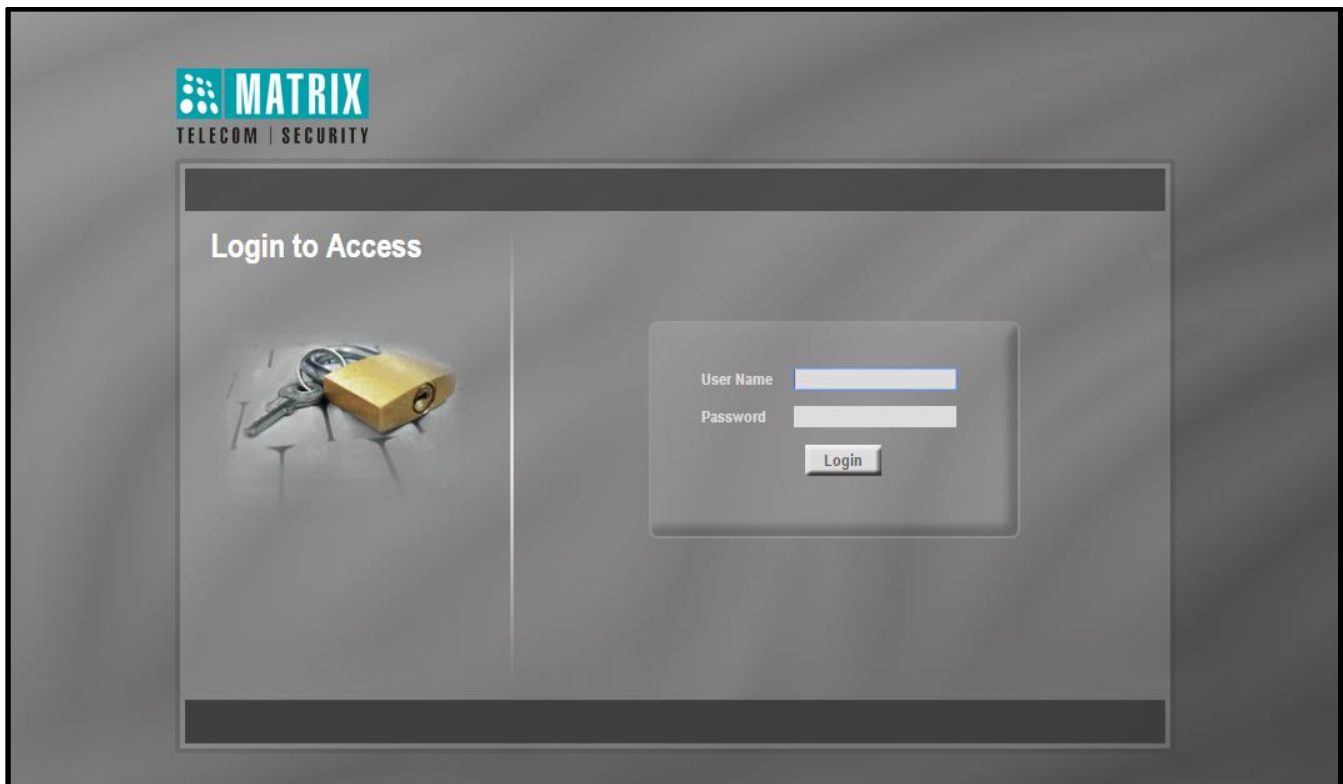 MATRIX
TELECOM | SECURITY
Login to Access
User Name
Password
Login